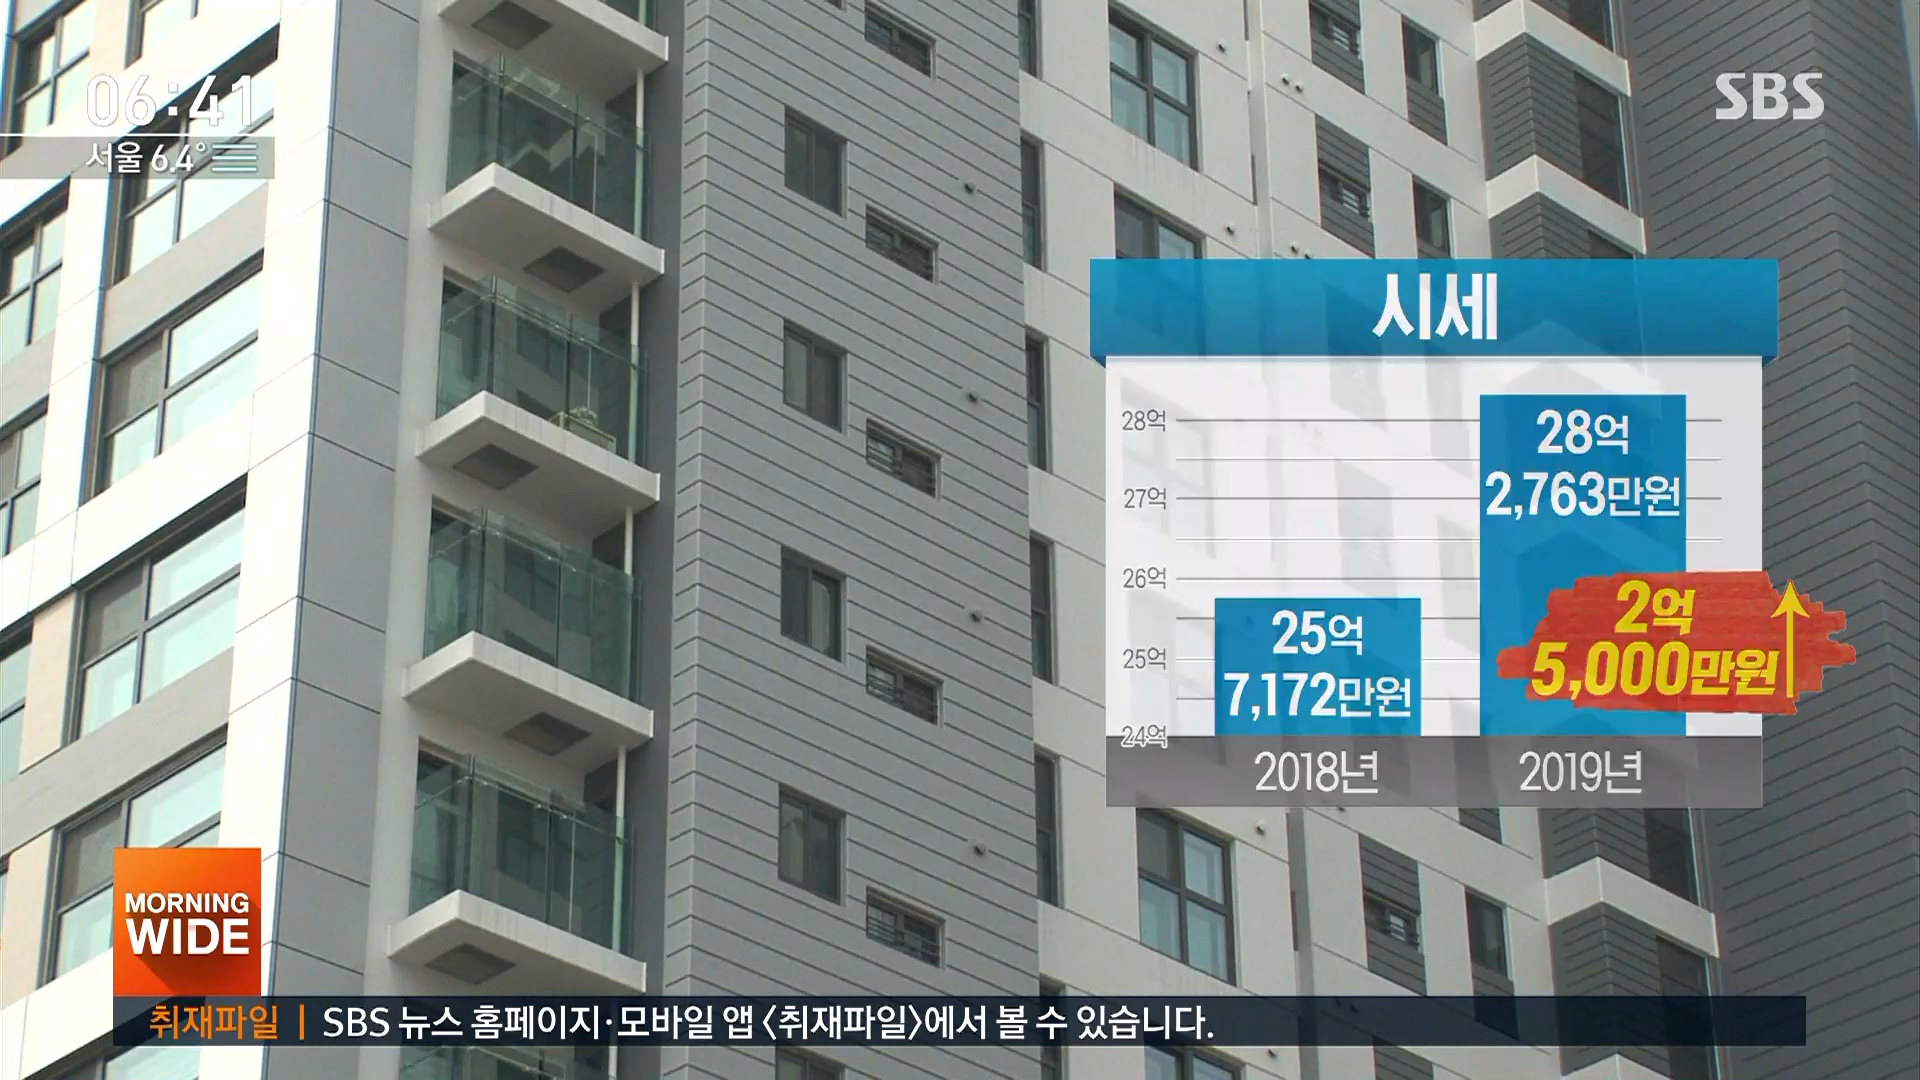 06:41
서울 6.4°
SBS
시세
28억
27억
26억
25억
24억
25억
7,172만원
28억
2,763만원
2억
5,000만원
2018년
2019년
MORNING
WIDE
취재파일 | SBS 뉴스 홈페이지·모바일 앱 〈취재파일〉에서 볼 수 있습니다.